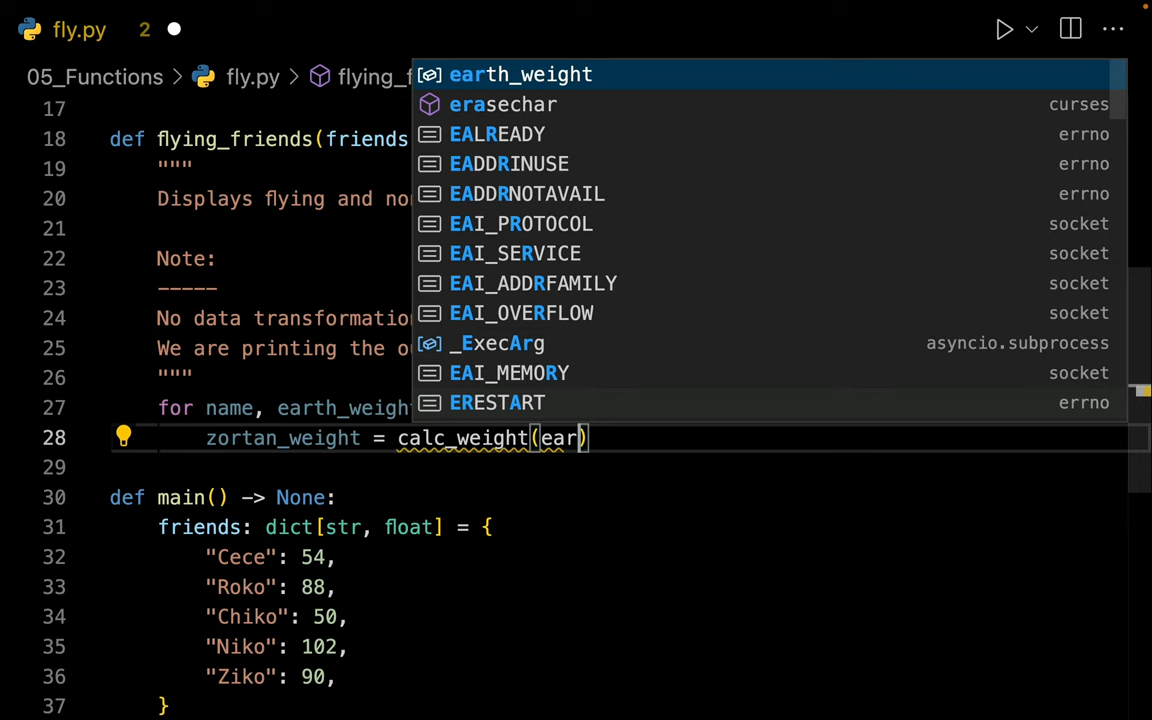 fly.py 2
05_Functions > fly.py > flying_f
earth_weight
erasechar curses
EALREADY errno
EADDRINUSE errno
EADDRNOTAVAIL errno
EAI_PROTOCOL socket
EAI_SERVICE socket
EAI_ADDRFAMILY socket
EAI_OVERFLOW socket
_ExecArg asyncio.subprocess
EAI_MEMORY socket
ERESTART errno
17
18 def flying_friends(friends
19 """
20 Displays flying and no
21
22 Note:
23 -----
24 No data transformatio
25 We are printing the o
26 """
27 for name, earth_weight
28 zortan_weight = calc_weight(ear)
29
30 def main() -> None:
31 friends: dict[str, float] = {
32 "Cece": 54,
33 "Roko": 88,
34 "Chiko": 50,
35 "Niko": 102,
36 "Ziko": 90,
37 }